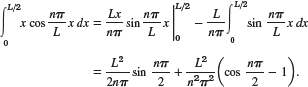 ∫₀^{L/2} x cos (nπ/L) x dx = (Lx/nπ) sin (nπ/L) x |₀^{L/2} − (L/nπ) ∫₀^{L/2} sin (nπ/L) x dx
= (L²/2nπ) sin (nπ/2) + (L²/n²π²) (cos (nπ/2) − 1).